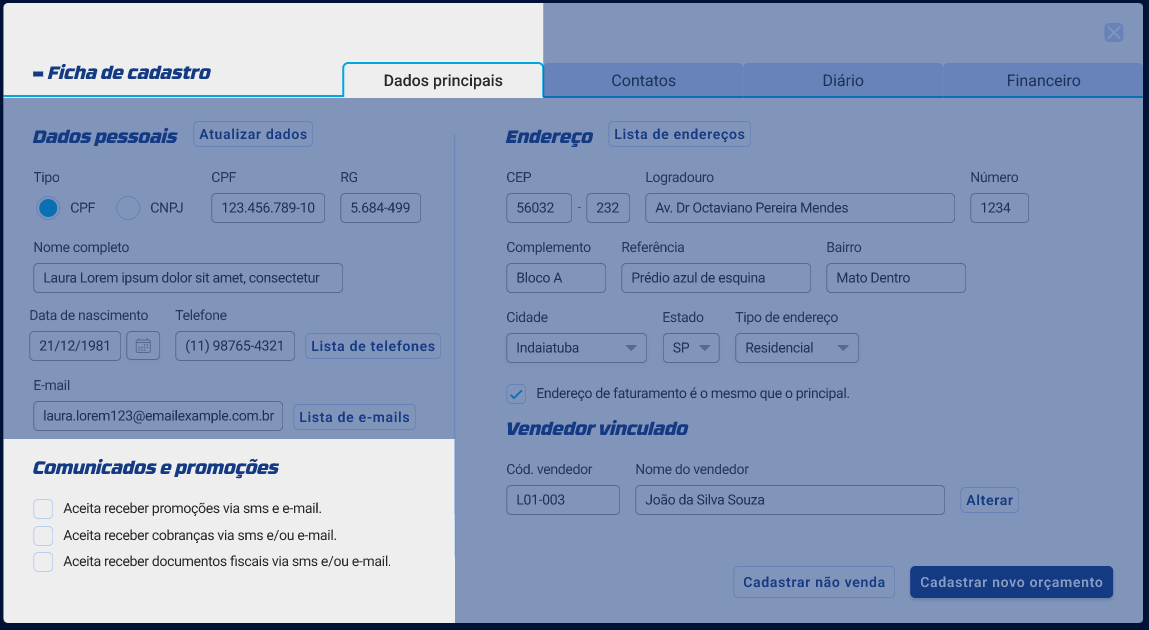 – Ficha de cadastro
Dados principais
Contatos
Diário
Financeiro
Dados pessoais
Atualizar dados
Tipo
CPF
RG
CPF
CNPJ
123.456.789-10
5.684-499
Nome completo
Laura Lorem ipsum dolor sit amet, consectetur
Data de nascimento
Telefone
21/12/1981
(11) 98765-4321
Lista de telefones
E-mail
laura.lorem123@emailexample.com.br
Lista de e-mails
Comunicados e promoções
Aceita receber promoções via sms e e-mail.
Aceita receber cobranças via sms e/ou e-mail.
Aceita receber documentos fiscais via sms e/ou e-mail.
Endereço
Lista de endereços
CEP
Logradouro
Número
56032 - 232
Av. Dr Octaviano Pereira Mendes
1234
Complemento
Referência
Bairro
Bloco A
Prédio azul de esquina
Mato Dentro
Cidade
Estado
Tipo de endereço
Indaiatuba
SP
Residencial
Endereço de faturamento é o mesmo que o principal.
Vendedor vinculado
Cód. vendedor
Nome do vendedor
L01-003
João da Silva Souza
Alterar
Cadastrar não venda
Cadastrar novo orçamento